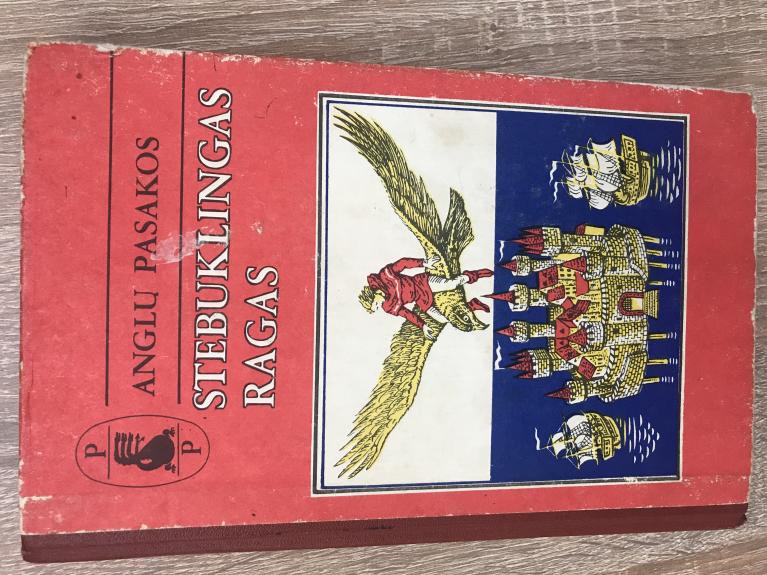 P
P
ANGLŲ PASAKOS
STEBUKLINGAS
RAGAS